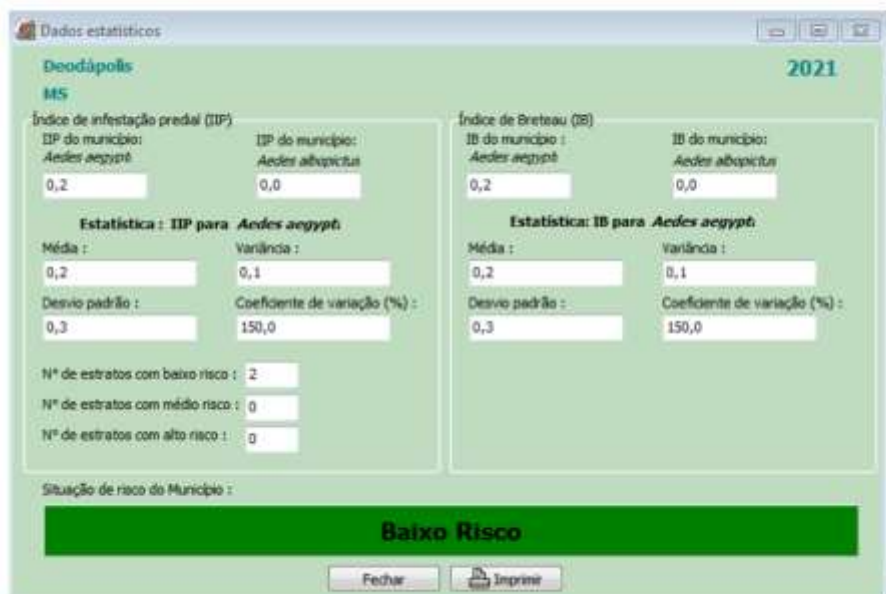 Dados estatísticos
Deodápolis
2021
MS
Índice de infestação predial (IIP)
IIP do município:
Aedes aegypti
0,2
IIP do município:
Aedes albopictus
0,0
Estatística : IIP para Aedes aegypti
Média :
0,2
Variância :
0,1
Desvio padrão :
0,3
Coeficiente de variação (%) :
150,0
Nº de estratos com baixo risco : 2
Nº de estratos com médio risco : 0
Nº de estratos com alto risco : 0
Índice de Breteau (IB)
IB do município :
Aedes aegypti
0,2
IB do município:
Aedes albopictus
0,0
Estatística: IB para Aedes aegypti
Média :
0,2
Variância :
0,1
Desvio padrão :
0,3
Coeficiente de variação (%) :
150,0
Situação de risco do Município :
Baixo Risco
Fechar
Imprimir